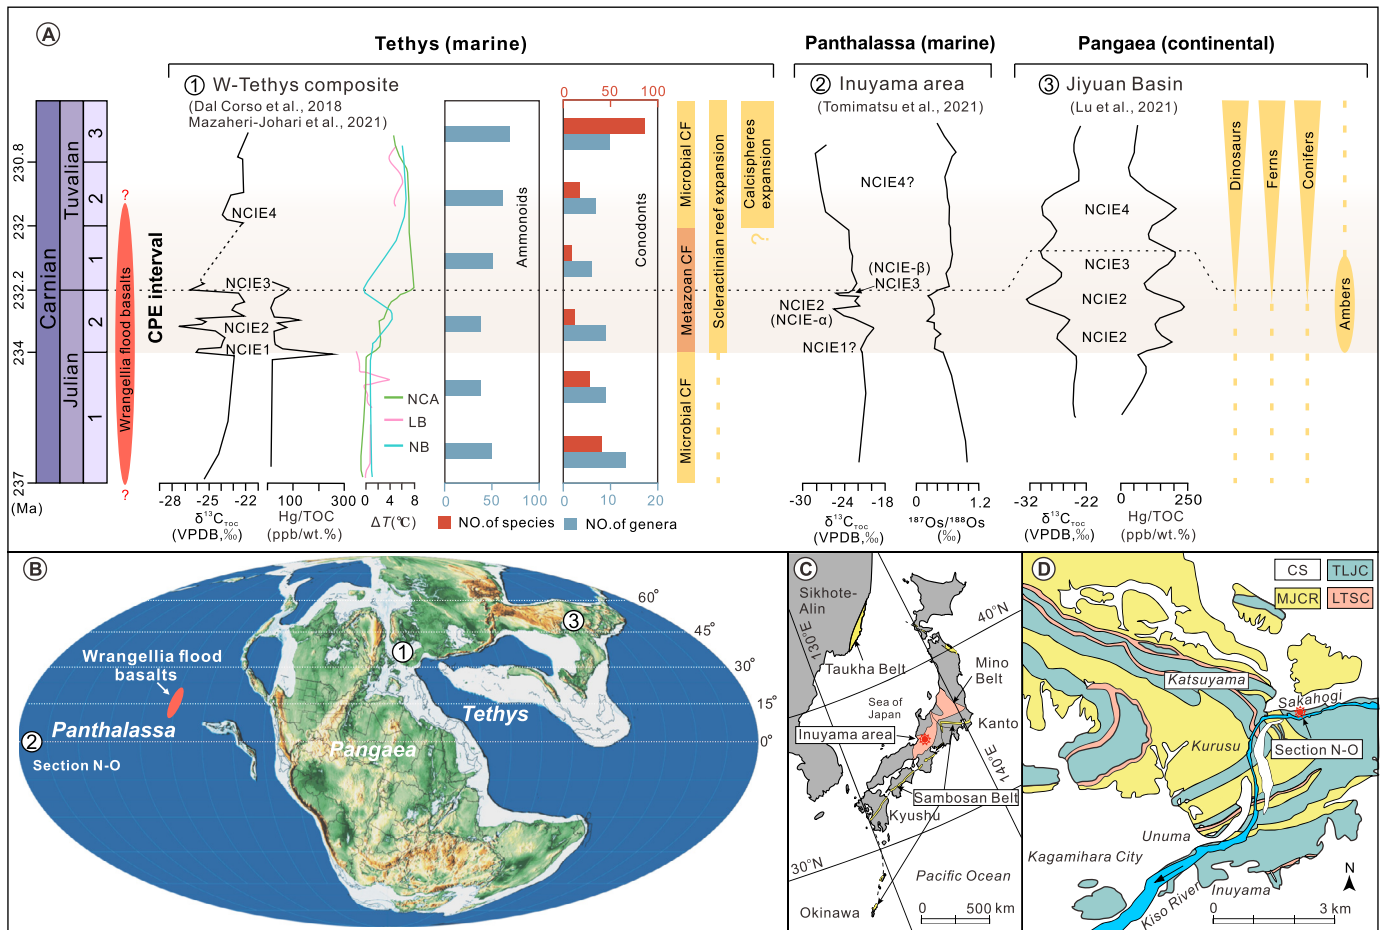 A
Tethys (marine)
Panthalassa (marine)
Pangaea (continental)
1 W-Tethys composite
(Dal Corso et al., 2018
Mazaheri-Johari et al., 2021)
2 Inuyama area
(Tomimatsu et al., 2021)
3 Jiyuan Basin
(Lu et al., 2021)
Carnian
Tuvalian
Julian
3
2
1
2
1
230.8
232
232.2
234
237
(Ma)
?
Wrangellia flood basalts
?
CPE interval
NCIE4
NCIE3
NCIE2
NCIE1
-28 -25 -22
δ¹³C TOC
(VPDB,‰)
100 300
Hg/TOC
(ppb/wt.%)
NCA
LB
NB
0 4 8
ΔT(℃)
Ammonoids
0 50 100
50 100
Conodonts
0 10 20
NO.of species
NO.of genera
Microbial CF
Metazoan CF
Microbial CF
Scleractinian reef expansion
Calcispheres
expansion
?
NCIE4?
(NCIE-β)
NCIE3
NCIE2
(NCIE-α)
NCIE1?
-30 -24 -18
δ¹³C TOC
(VPDB,‰)
0 1.2
¹⁸⁷Os/¹⁸⁸Os
(‰)
NCIE4
NCIE3
NCIE2
NCIE2
-32 -22
δ¹³C TOC
(VPDB,‰)
0 250
Hg/TOC
(ppb/wt.%)
Dinosaurs
Ferns
Conifers
Ambers
B
60°
45°
30°
15°
0°
1
3
Wrangellia flood
basalts
Panthalassa
2
Section N-O
Pangaea
Tethys
C
Sikhote-
Alin
130°E
40°N
Taukha Belt
Mino
Belt
Sea of
Japan
Kanto
Inuyama area
140°E
Sambosan Belt
Kyushu
30°N
Pacific Ocean
Okinawa
0 500 km
D
CS
TLJC
MJCR
LTSC
Katsuyama
Sakahogi
Kurusu
Section N-O
Unuma
Kagamihara City
Kiso River
Inuyama
N
0 3 km